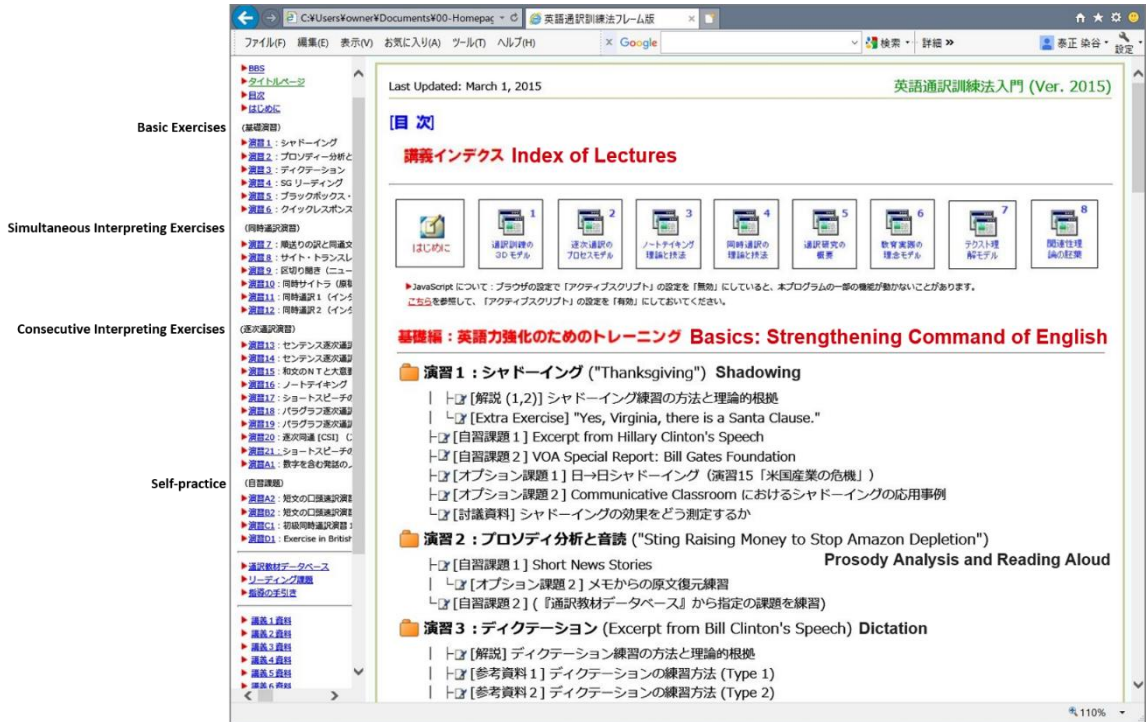 C:¥Users¥owner¥Documents¥00-Homepag
英語通訳訓練法フレーム版
ファイル(F) 編集(E) 表示(V) お気に入り(A) ツール(T) ヘルプ(H)
x Google
検索
詳細 »
泰正 染谷
設定
BBS
タイトルページ
目次
はじめに
Basic Exercises
(基礎演習)
演習1:シャドーイング
演習2:プロソディー分析と
演習3:ディクテーション
演習4:SG リーディング
演習5:ブラックボックス・
演習6:クイックレスポンス
Simultaneous Interpreting Exercises
(同時通訳演習)
演習7:順送りの訳と同通文
演習8:サイト・トランスレ
演習9:区切り聞き(ニュー
演習10:同時サイトラ(原稿
演習11:同時通訳1(インタ
演習12:同時通訳2(インタ
Consecutive Interpreting Exercises
(逐次通訳演習)
演習13:センテンス逐次通訳
演習14:センテンス逐次通訳
演習15:和文のNTと大意要
演習16:ノートテイキング
演習17:ショートスピーチの
演習18:パラグラフ逐次通訳
演習19:パラグラフ逐次通訳
演習20:逐次同通 [CSI]
演習21:ショートスピーチの
演習A1:数字を含む発話の
Self-practice
(自習課題)
演習A2:短文の口頭速訳演習
演習B2:短文の口頭速訳演習
演習C1:初級同時通訳演習
演習D1:Exercise in British
通訳教材データベース
リーディング課題
指導の手引き
講義1資料
講義2資料
講義3資料
講義4資料
講義5資料
講義6資料
Last Updated: March 1, 2015
英語通訳訓練法入門 (Ver. 2015)
[目 次]
講義インデクス Index of Lectures
はじめに
1 通訳訓練の
3Dモデル
2 逐次通訳の
プロセスモデル
3 ノートテイキング
理論と技法
4 同時通訳の
理論と技法
5 通訳研究の
概要
6 教育実践の
理念モデル
7 テクスト理
解モデル
8 関連性理
論の証葉
JavaScript について:ブラウザの設定で「アクティブスクリプト」の設定を「無効」にしていると、本プログラムの一部の機能が動かないことがあります。
こちらを参照して、「アクティブスクリプト」の設定を「有効」にしておいてください。
基礎編:英語力強化のためのトレーニング Basics: Strengthening Command of English
演習1:シャドーイング ("Thanksgiving") Shadowing
[解説 (1,2)] シャドーイング練習の方法と理論的根拠
[Extra Exercise] "Yes, Virginia, there is a Santa Clause."
[自習課題1] Excerpt from Hillary Clinton's Speech
[自習課題2] VOA Special Report: Bill Gates Foundation
[オプション課題1] 日→日シャドーイング(演習15「米国産業の危機」)
[オプション課題2] Communicative Classroom におけるシャドーイングの応用事例
[討議資料] シャドーイングの効果をどう測定するか
演習2:プロソディ分析と音読 ("Sting Raising Money to Stop Amazon Depletion")
Prosody Analysis and Reading Aloud
[自習課題1] Short News Stories
[オプション課題2] メモからの原文復元練習
[自習課題2] (『通訳教材データベース』から指定の課題を練習)
演習3:ディクテーション (Excerpt from Bill Clinton's Speech) Dictation
[解説] ディクテーション練習の方法と理論的根拠
[参考資料1] ディクテーションの練習方法 (Type 1)
[参考資料2] ディクテーションの練習方法 (Type 2)
110%